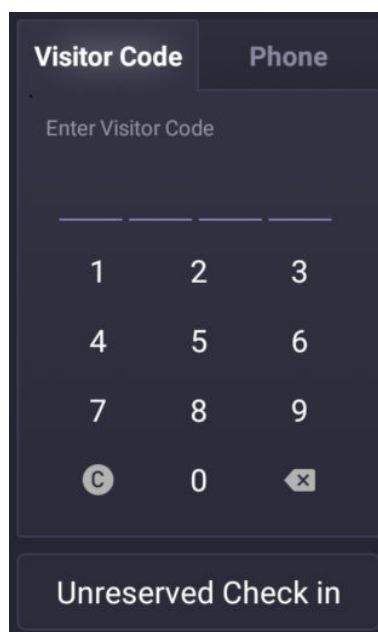 Visitor Code Phone
Enter Visitor Code
1 2 3
4 5 6
7 8 9
C 0
Unreserved Check in